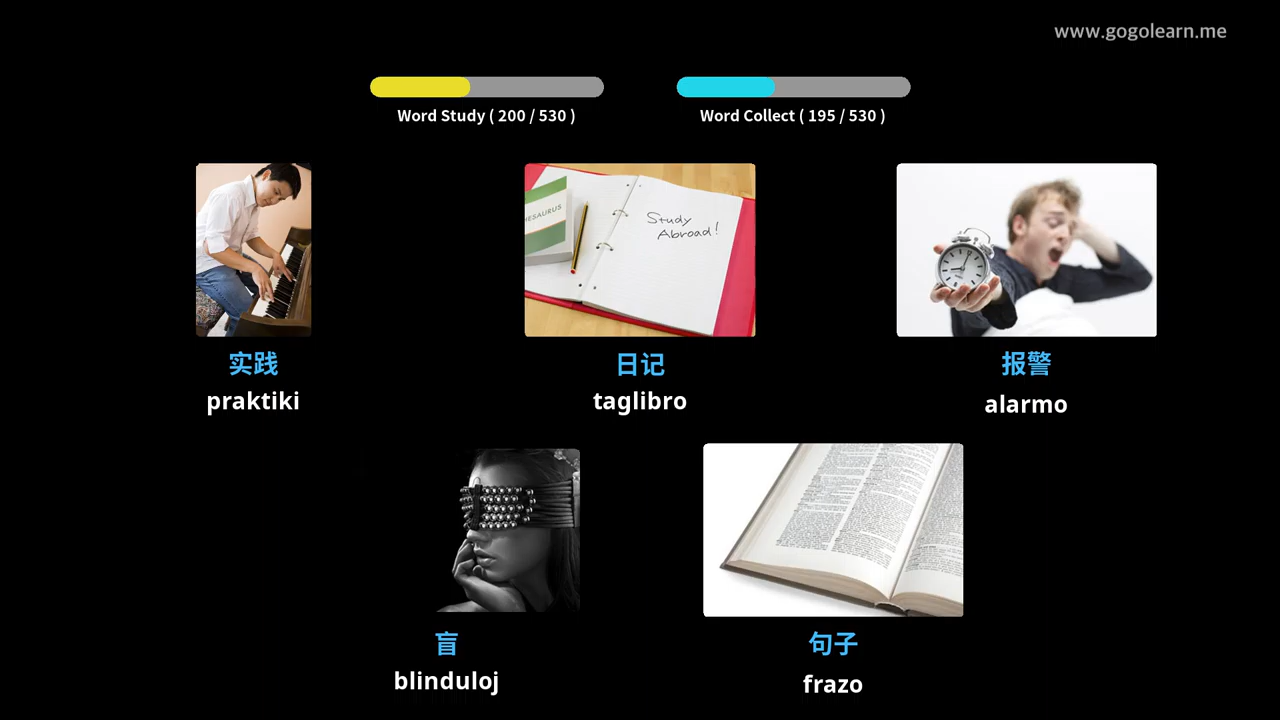 www.gogolearn.me
Word Study ( 200 / 530 )
Word Collect ( 195 / 530 )
HESAURUS
Study
Abroad!
实践
praktiki
日记
taglibro
报警
alarmo
盲
blinduloj
句子
frazo